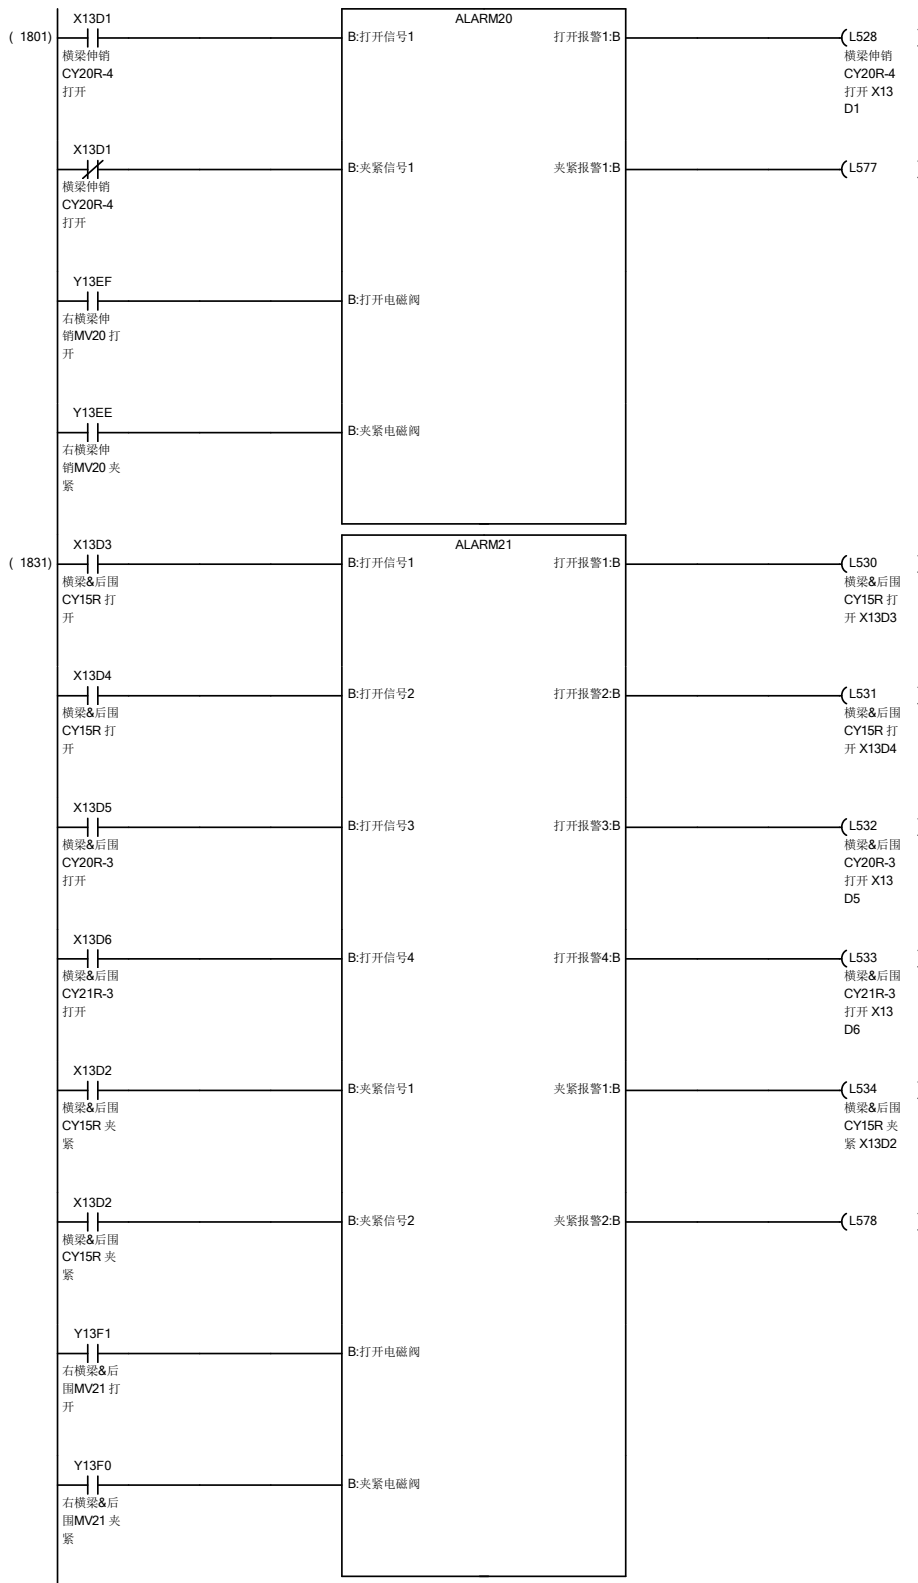 X13D1
ALARM20
( 1801)
B:打开信号1
打开报警1:B
L528
横梁伸销
CY20R-4
打开
横梁伸销
CY20R-4
打开 X13
D1
X13D1
B:夹紧信号1
夹紧报警1:B
L577
横梁伸销
CY20R-4
打开
Y13EF
B:打开电磁阀
右横梁伸
销MV20 打
开
Y13EE
B:夹紧电磁阀
右横梁伸
销MV20 夹
紧
X13D3
ALARM21
( 1831)
B:打开信号1
打开报警1:B
L530
横梁&后围
CY15R 打
开
横梁&后围
CY15R 打
开 X13D3
X13D4
B:打开信号2
打开报警2:B
L531
横梁&后围
CY15R 打
开
横梁&后围
CY15R 打
开 X13D4
X13D5
B:打开信号3
打开报警3:B
L532
横梁&后围
CY20R-3
打开
横梁&后围
CY20R-3
打开 X13
D5
X13D6
B:打开信号4
打开报警4:B
L533
横梁&后围
CY21R-3
打开
横梁&后围
CY21R-3
打开 X13
D6
X13D2
B:夹紧信号1
夹紧报警1:B
L534
横梁&后围
CY15R 夹
紧
横梁&后围
CY15R 夹
紧 X13D2
X13D2
B:夹紧信号2
夹紧报警2:B
L578
横梁&后围
CY15R 夹
紧
Y13F1
B:打开电磁阀
右横梁&后
围MV21 打
开
Y13F0
B:夹紧电磁阀
右横梁&后
围MV21 夹
紧